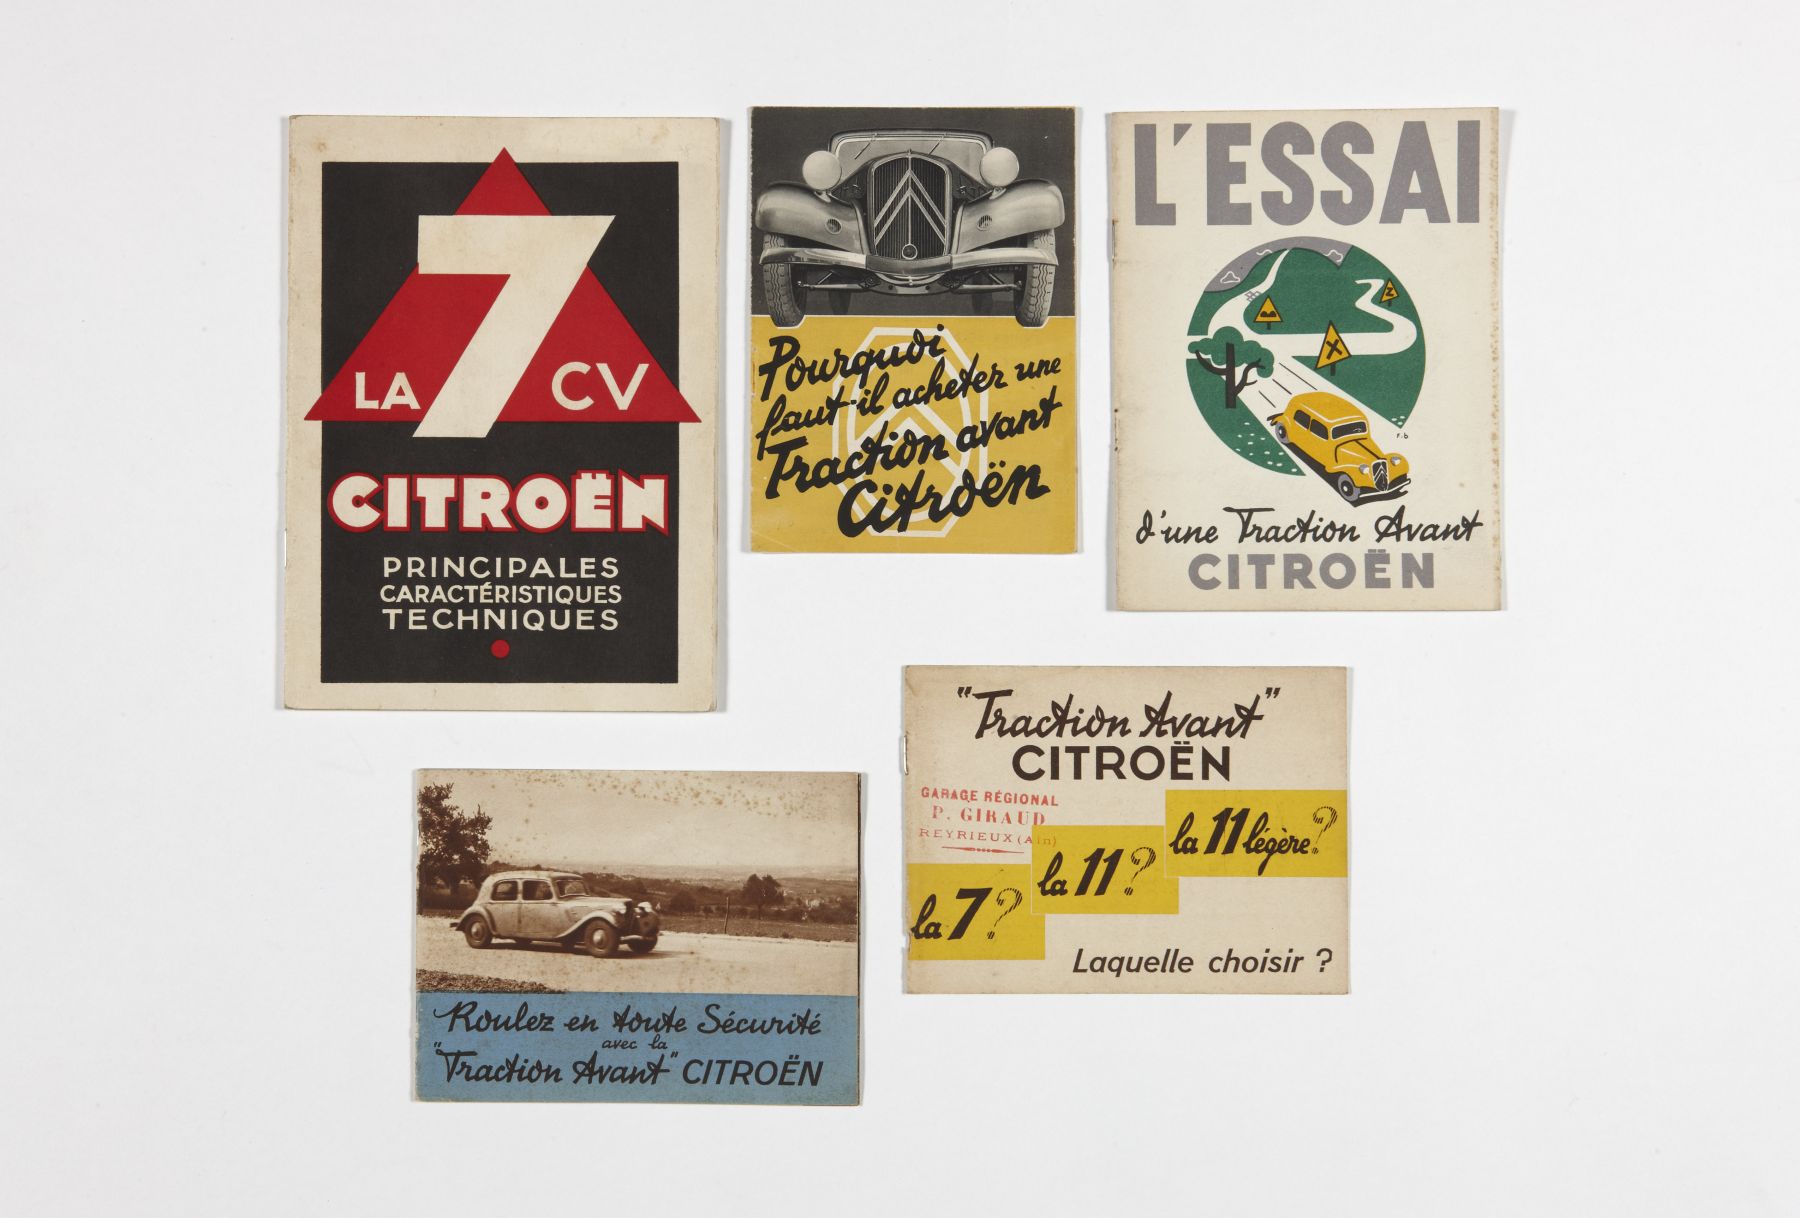 LA 7 CV
CITROËN
PRINCIPALES
CARACTÉRISTIQUES
TECHNIQUES
Pourquoi
faut-il acheter une
Traction avant
Citroën
L'ESSAI
Z
X
F.b
d'une Traction Avant
CITROËN
Roulez en toute Sécurité
avec la
"Traction Avant" CITROËN
"Traction Avant"
CITROËN
GARAGE RÉGIONAL
P. GIRAUD
REYRIEUX (Ain)
la 11 légère?
la 11?
la 7?
Laquelle choisir ?